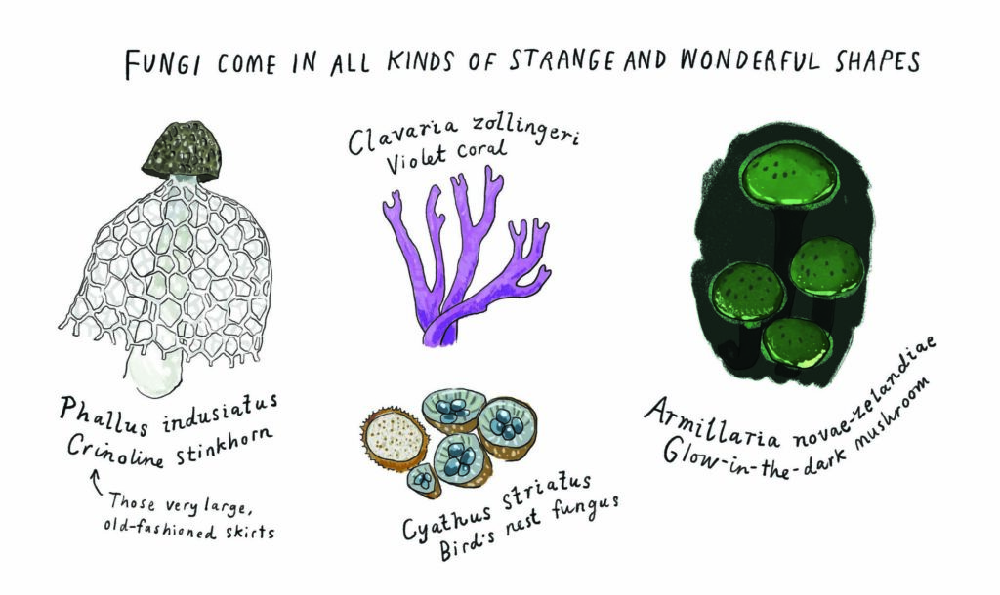 FUNGI COME IN ALL KINDS OF STRANGE AND WONDERFUL SHAPES
Phallus indusiatus
Crinoline stinkhorn
Those very large,
old-fashioned skirts
Clavaria zollingeri
Violet coral
Cyathus striatus
Bird's nest fungus
Armillaria novae-zelandiae
Glow-in-the-dark mushroom